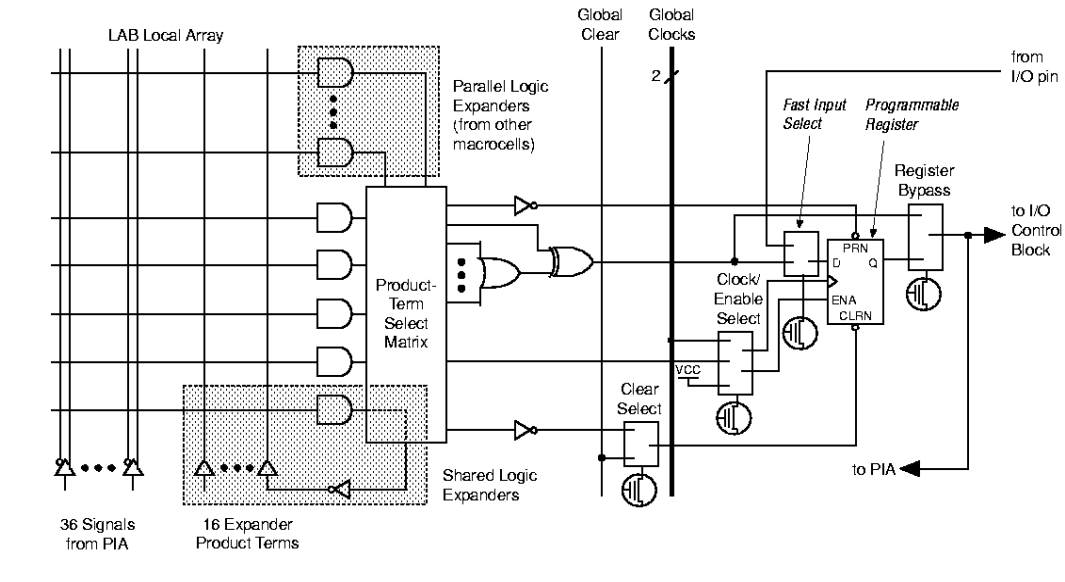 LAB Local Array
Global
Clear
Global
Clocks
2
from
I/O pin
Parallel Logic
Expanders
(from other
macrocells)
Fast Input
Select
Programmable
Register
Register
Bypass
to I/O
Control
Block
PRN
D
Q
ENA
CLRN
Clock/
Enable
Select
VCC
Product-
Term
Select
Matrix
Clear
Select
to PIA
Shared Logic
Expanders
36 Signals
from PIA
16 Expander
Product Terms